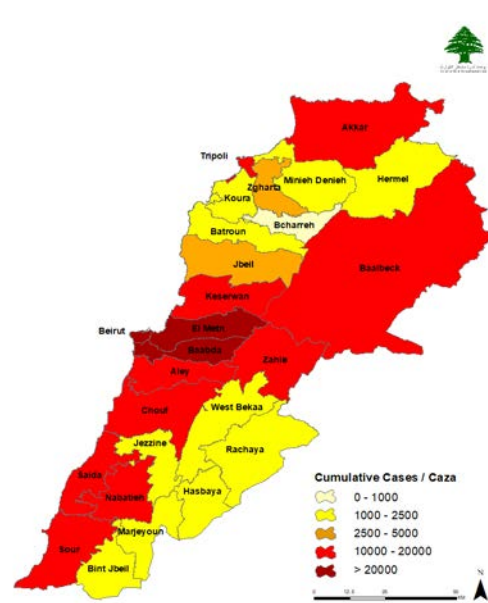 Akkar
Tripoli
Zgharta
Minieh Denieh
Hermel
Koura
Bcharreh
Batroun
Jbeil
Baalbeck
Keserwan
Beirut
El Metn
Baabda
Zahle
Aley
Chouf
West Bekaa
Jezzine
Rachaya
Saida
Nabatieh
Hasbaya
Marjeyoun
Sour
Bint Jbeil
Cumulative Cases / Caza
0 - 1000
1000 - 2500
2500 - 5000
10000 - 20000
> 20000
N